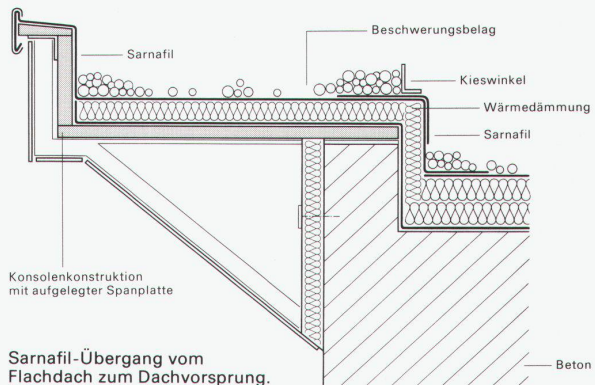 Beschwerungsbelag
Sarnafil
Kieswinkel
Wärmedämmung
Sarnafil
Konsolenkonstruktion
mit aufgelegter Spanplatte
Sarnafil-Übergang vom
Flachdach zum Dachvorsprung.
Beton